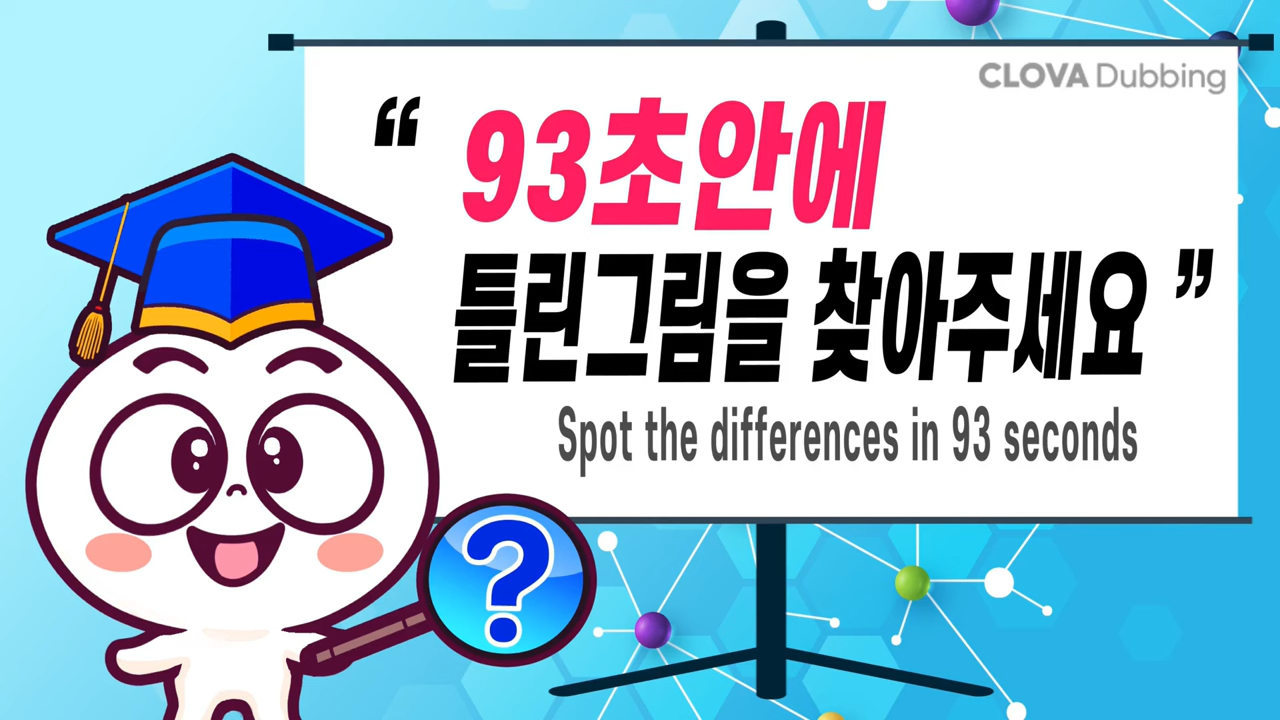 CLOVA Dubbing
“ 93초안에
틀린그림을 찾아주세요 ”
Spot the differences in 93 seconds
?